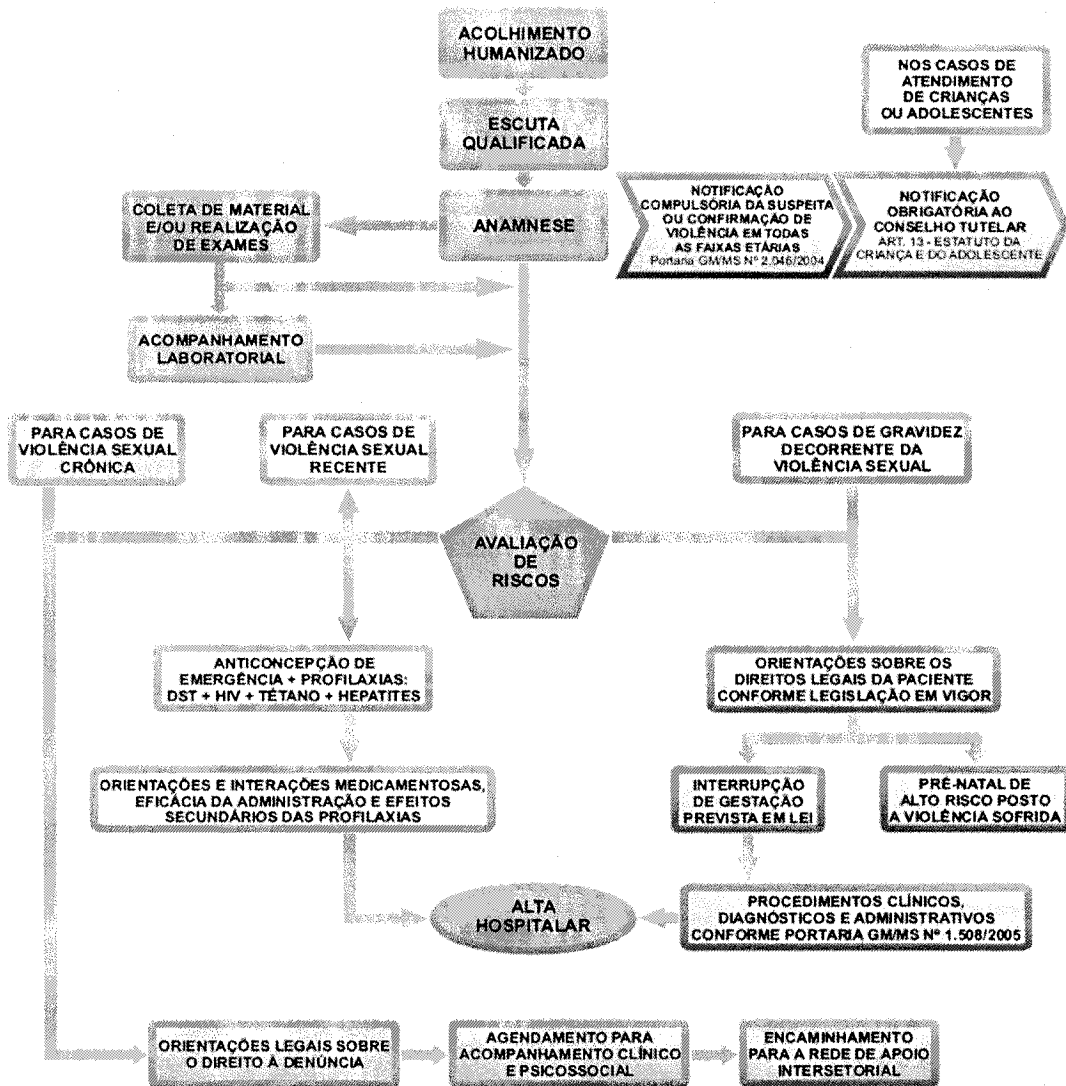 ACOLHIMENTO
HUMANIZADO
NOS CASOS DE
ATENDIMENTO
DE CRIANÇAS
OU ADOLESCENTES
ESCUTA
QUALIFICADA
COLETA DE MATERIAL
E/OU REALIZAÇÃO
DE EXAMES
ANAMNESE
NOTIFICAÇÃO
COMPULSÓRIA DA SUSPEITA
OU CONFIRMAÇÃO DE
VIOLÊNCIA EM TODAS
AS FAIXAS ETÁRIAS
Portaria GM/MS Nº 2.046/2004
NOTIFICAÇÃO
OBRIGATÓRIA AO
CONSELHO TUTELAR
ART. 13 - ESTATUTO DA
CRIANÇA E DO ADOLESCENTE
ACOMPANHAMENTO
LABORATORIAL
PARA CASOS DE
VIOLÊNCIA SEXUAL
CRÔNICA
PARA CASOS DE
VIOLÊNCIA SEXUAL
RECENTE
PARA CASOS DE GRAVIDEZ
DECORRENTE DA
VIOLÊNCIA SEXUAL
AVALIAÇÃO
DE
RISCOS
ANTICONCEPÇÃO DE
EMERGÊNCIA + PROFILAXIAS:
DST + HIV + TÉTANO + HEPATITES
ORIENTAÇÕES SOBRE OS
DIREITOS LEGAIS DA PACIENTE
CONFORME LEGISLAÇÃO EM VIGOR
ORIENTAÇÕES E INTERAÇÕES MEDICAMENTOSAS,
EFICÁCIA DA ADMINISTRAÇÃO E EFEITOS
SECUNDÁRIOS DAS PROFILAXIAS
INTERRUPÇÃO
DE GESTAÇÃO
PREVISTA EM LEI
PRÉ-NATAL DE
ALTO RISCO POSTO
A VIOLÊNCIA SOFRIDA
ALTA
HOSPITALAR
PROCEDIMENTOS CLÍNICOS,
DIAGNÓSTICOS E ADMINISTRATIVOS
CONFORME PORTARIA GM/MS Nº 1.508/2005
ORIENTAÇÕES LEGAIS SOBRE
O DIREITO À DENÚNCIA
AGENDAMENTO PARA
ACOMPANHAMENTO CLÍNICO
E PSICOSSOCIAL
ENCAMINHAMENTO
PARA A REDE DE APOIO
INTERSETORIAL